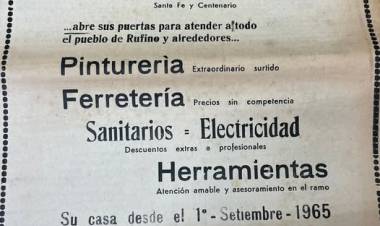 Santa Fe y Centenario
...abre sus puertas para atender a todo
el pueblo de Rufino y alrededores...
Pinturerìa Extraordinario surtido
Ferretería Precios sin competencia
Sanitarios = Electricidad
Descuentos extras a profesionales
Herramientas
Atención amable y asesoramiento en el ramo
Su casa desde el 1º - Setiembre - 1965